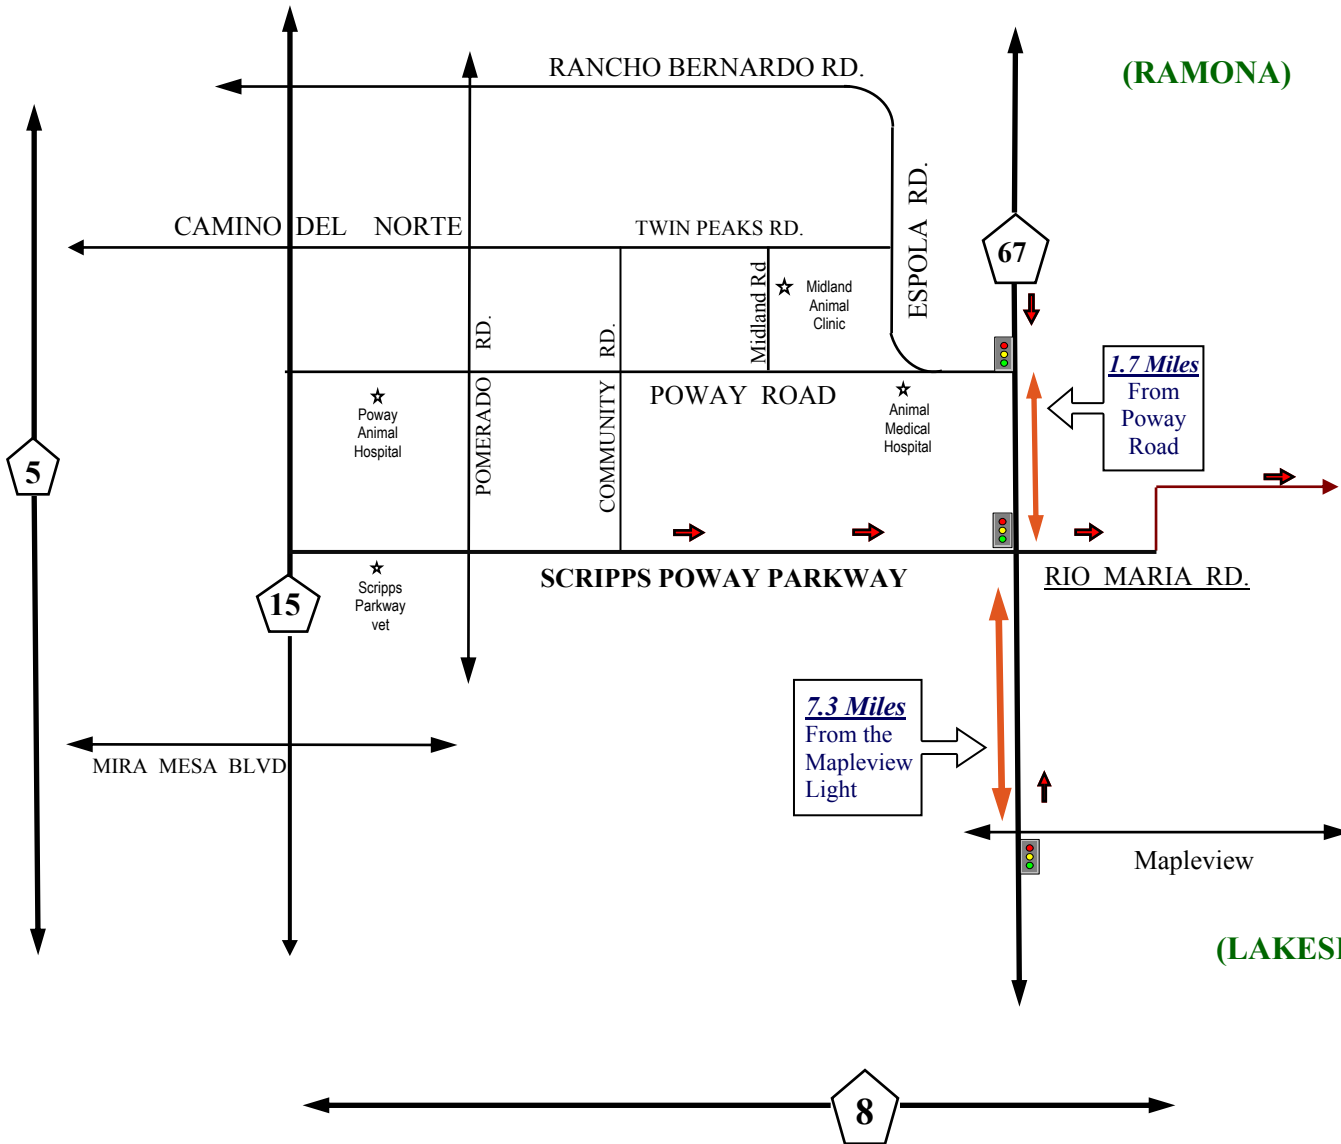 RANCHO BERNARDO RD.
(RAMONA)
CAMINO DEL NORTE
TWIN PEAKS RD.
ESPOLA RD.
67
Midland Rd
Midland
Animal
Clinic
POMERADO RD.
COMMUNITY RD.
1.7 Miles
From
Poway
Road
POWAY ROAD
Poway
Animal
Hospital
Animal
Medical
Hospital
5
SCRIPPS POWAY PARKWAY
RIO MARIA RD.
15
Scripps
Parkway
vet
7.3 Miles
From the
Mapleview
Light
MIRA MESA BLVD
Mapleview
(LAKESI
8